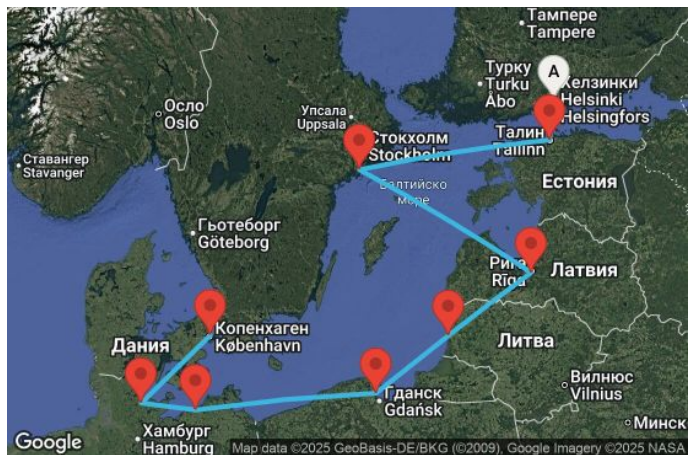 Тампере
Tampere
Турку
Turku
Åbo
A
Хелзинки
Helsinki
Helsingfors
Осло
Oslo
Упсала
Uppsala
Стокхолм
Stockholm
Талин
Tallinn
Ставангер
Stavanger
Балтийско
море
Естония
Гьотеборг
Göteborg
Рига
Rīga
Латвия
Копенхаген
København
Дания
Литва
Гданск
Gdańsk
Вилнюс
Vilnius
Минск
Хамбург
Hamburg
Google
Map data ©2025 GeoBasis-DE/BKG (©2009), Google Imagery ©2025 NASA